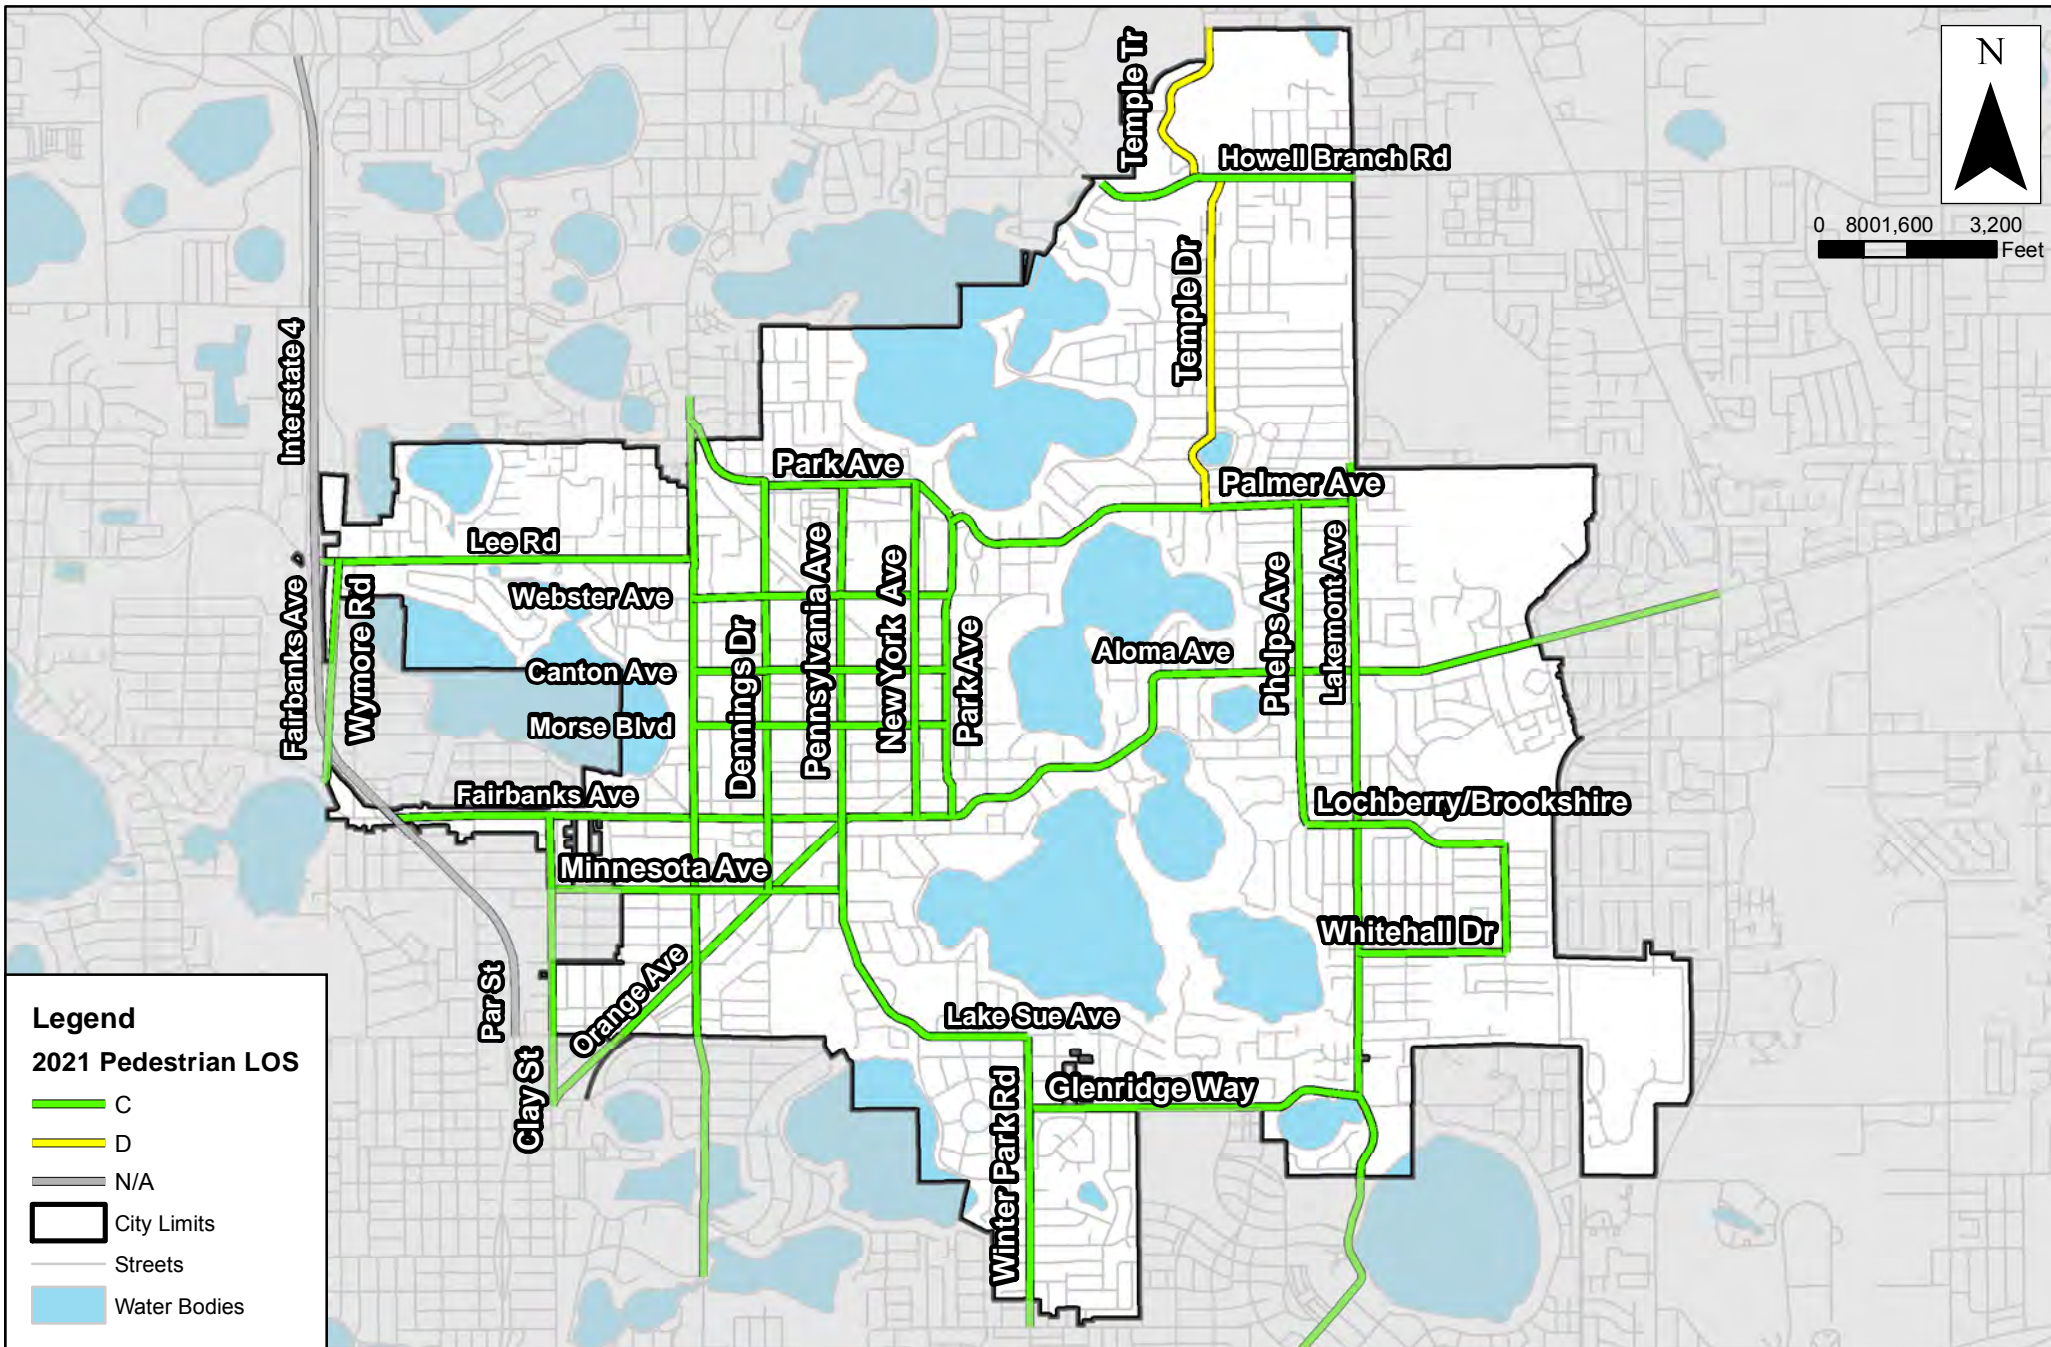 N
0 8001,600 3,200
Feet
Temple Tr
Howell Branch Rd
Temple Dr
Interstate 4
Park Ave
Palmer Ave
Lee Rd
Webster Ave
Pennsylvania Ave
New York Ave
Phelps Ave
Lakemont Ave
Fairbanks Ave
Wymore Rd
Dennings Dr
Park Ave
Aloma Ave
Canton Ave
Morse Blvd
Fairbanks Ave
Lochberry/Brookshire
Minnesota Ave
Whitehall Dr
Orange Ave
Par St
Lake Sue Ave
Clay St
Glenridge Way
Winter Park Rd
Legend
2021 Pedestrian LOS
C
D
N/A
City Limits
Streets
Water Bodies